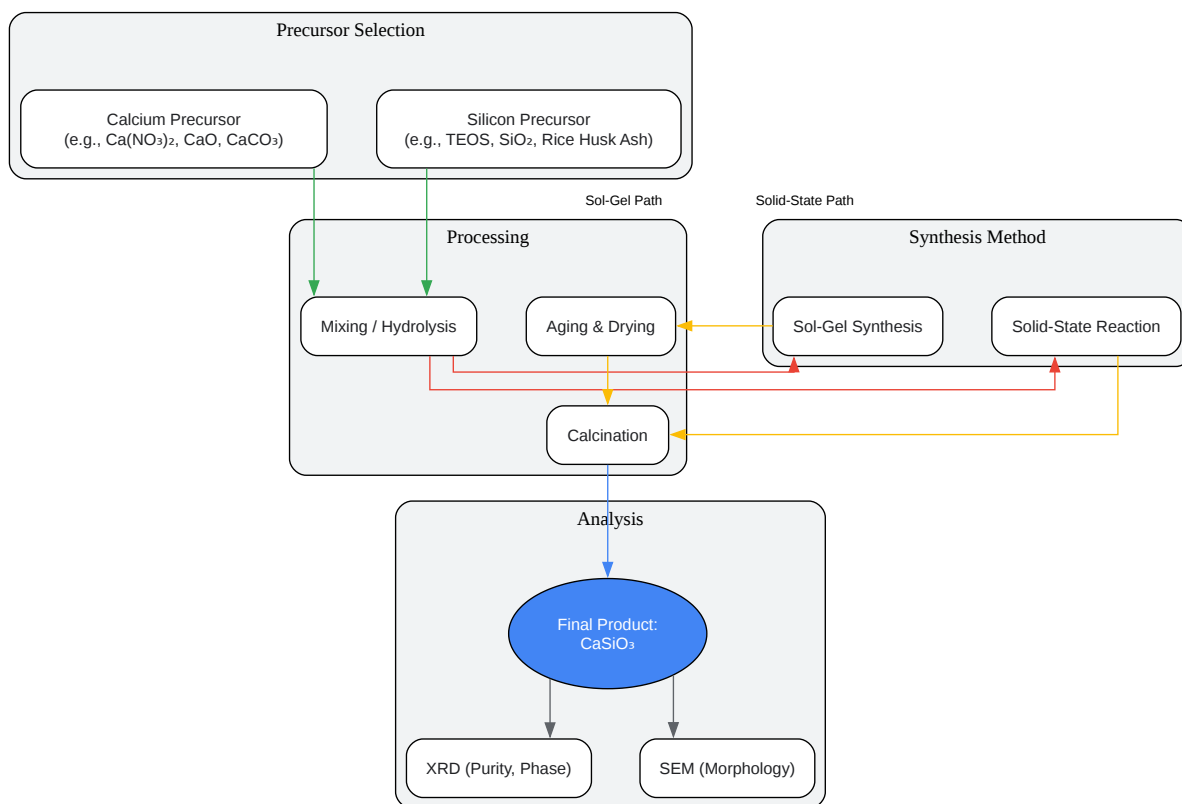 Precursor Selection
Calcium Precursor
(e.g., Ca(NO₃)₂, CaO, CaCO₃)
Silicon Precursor
(e.g., TEOS, SiO₂, Rice Husk Ash)
Sol-Gel Path
Solid-State Path
Processing
Synthesis Method
Mixing / Hydrolysis
Aging & Drying
Sol-Gel Synthesis
Solid-State Reaction
Calcination
Analysis
Final Product:
CaSiO₃
XRD (Purity, Phase)
SEM (Morphology)